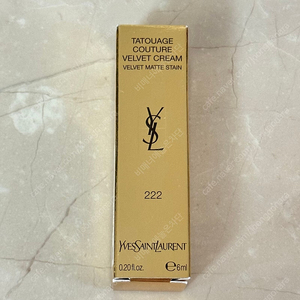 TATOUAGE
COUTURE
VELVET CREAM
VELVET MATTE STAIN
YSL
222
YVESSAINTLAURENT
0.20fl.oz. ℮6ml